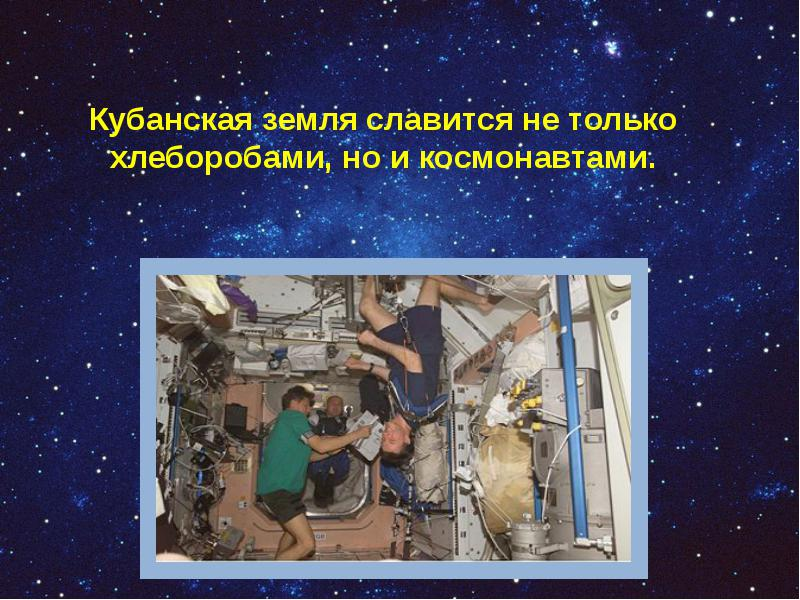 Кубанская земля славится не только
хлеборобами, но и космонавтами.